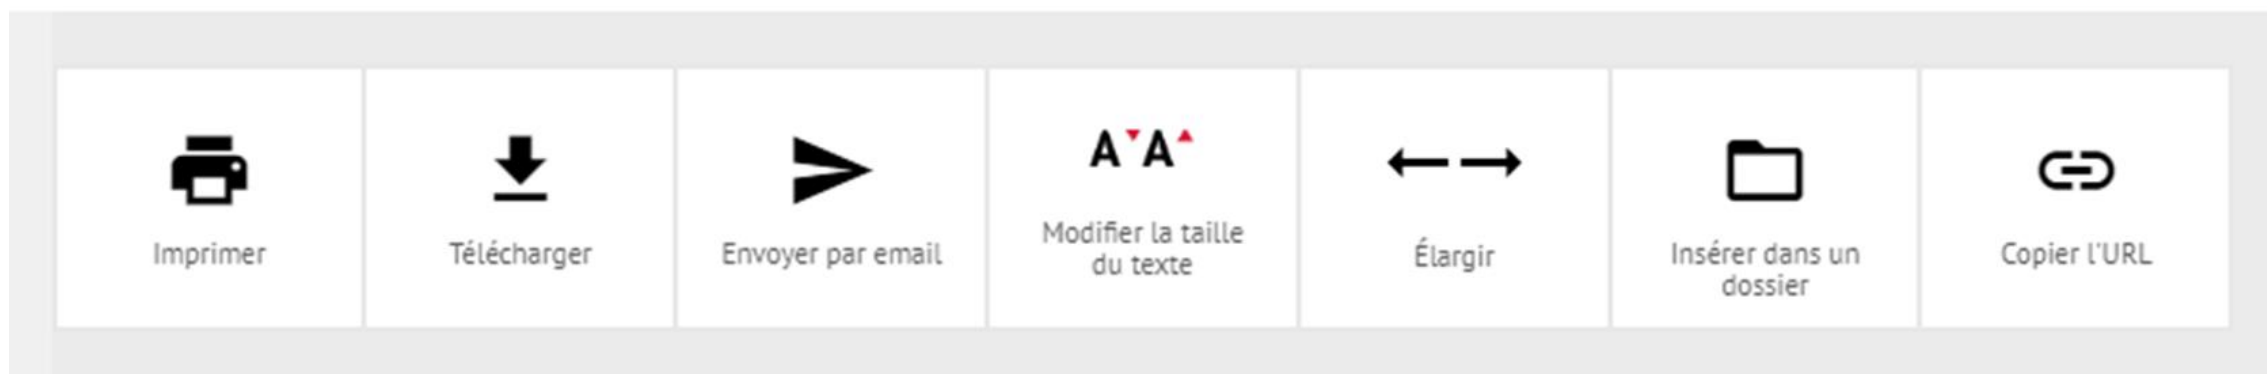 Imprimer
Télécharger
Envoyer par email
A A
Modifier la taille
du texte
Élargir
Insérer dans un
dossier
Copier l'URL